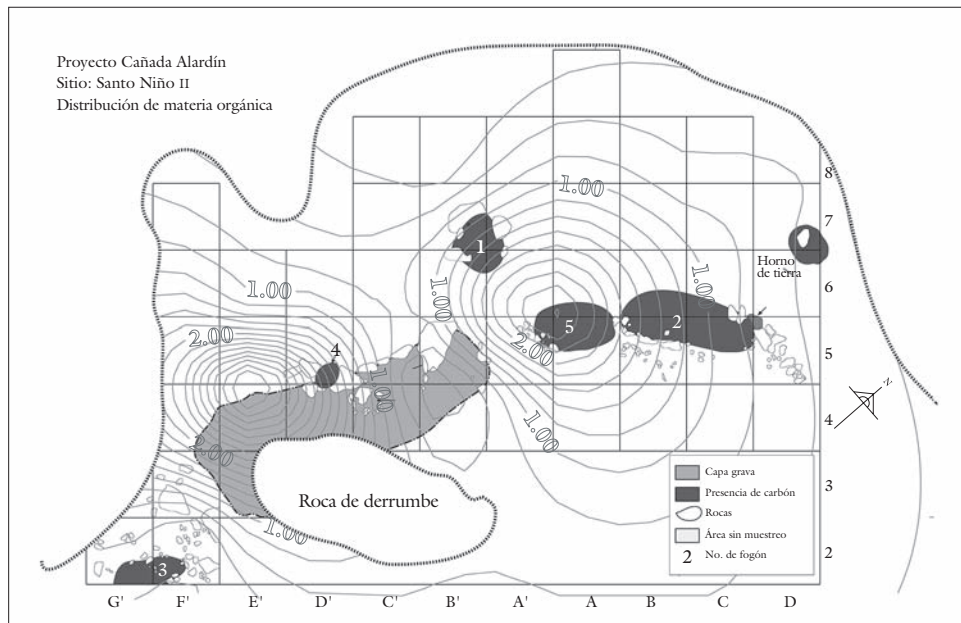 Proyecto Cañada Alardín
Sitio: Santo Niño II
Distribución de materia orgánica
8
1.00
7
1
Horno
de tierra
1.00
1.00
1.00
6
5
2
2.00
4
2.00
5
1.00
N
1.00
4
2.00
Capa grava
Presencia de carbón
Rocas
Área sin muestreo
2 No. de fogón
Roca de derrumbe
3
1.00
2
3
G' F' E' D' C' B' A' A B C D